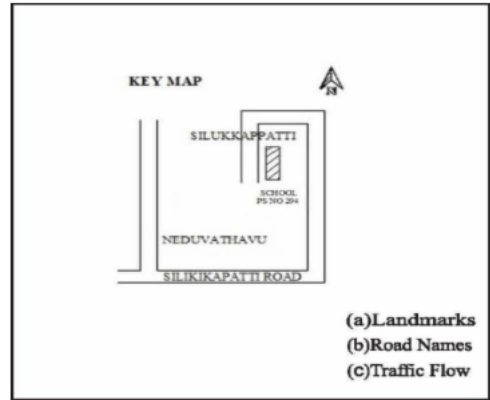 KEY MAP
N
SILUKKAPPATTI
SCHOOL
PS NO 294
NEDUVATHAVU
SILIKIKAPATTI ROAD
(a)Landmarks
(b)Road Names
(c)Traffic Flow